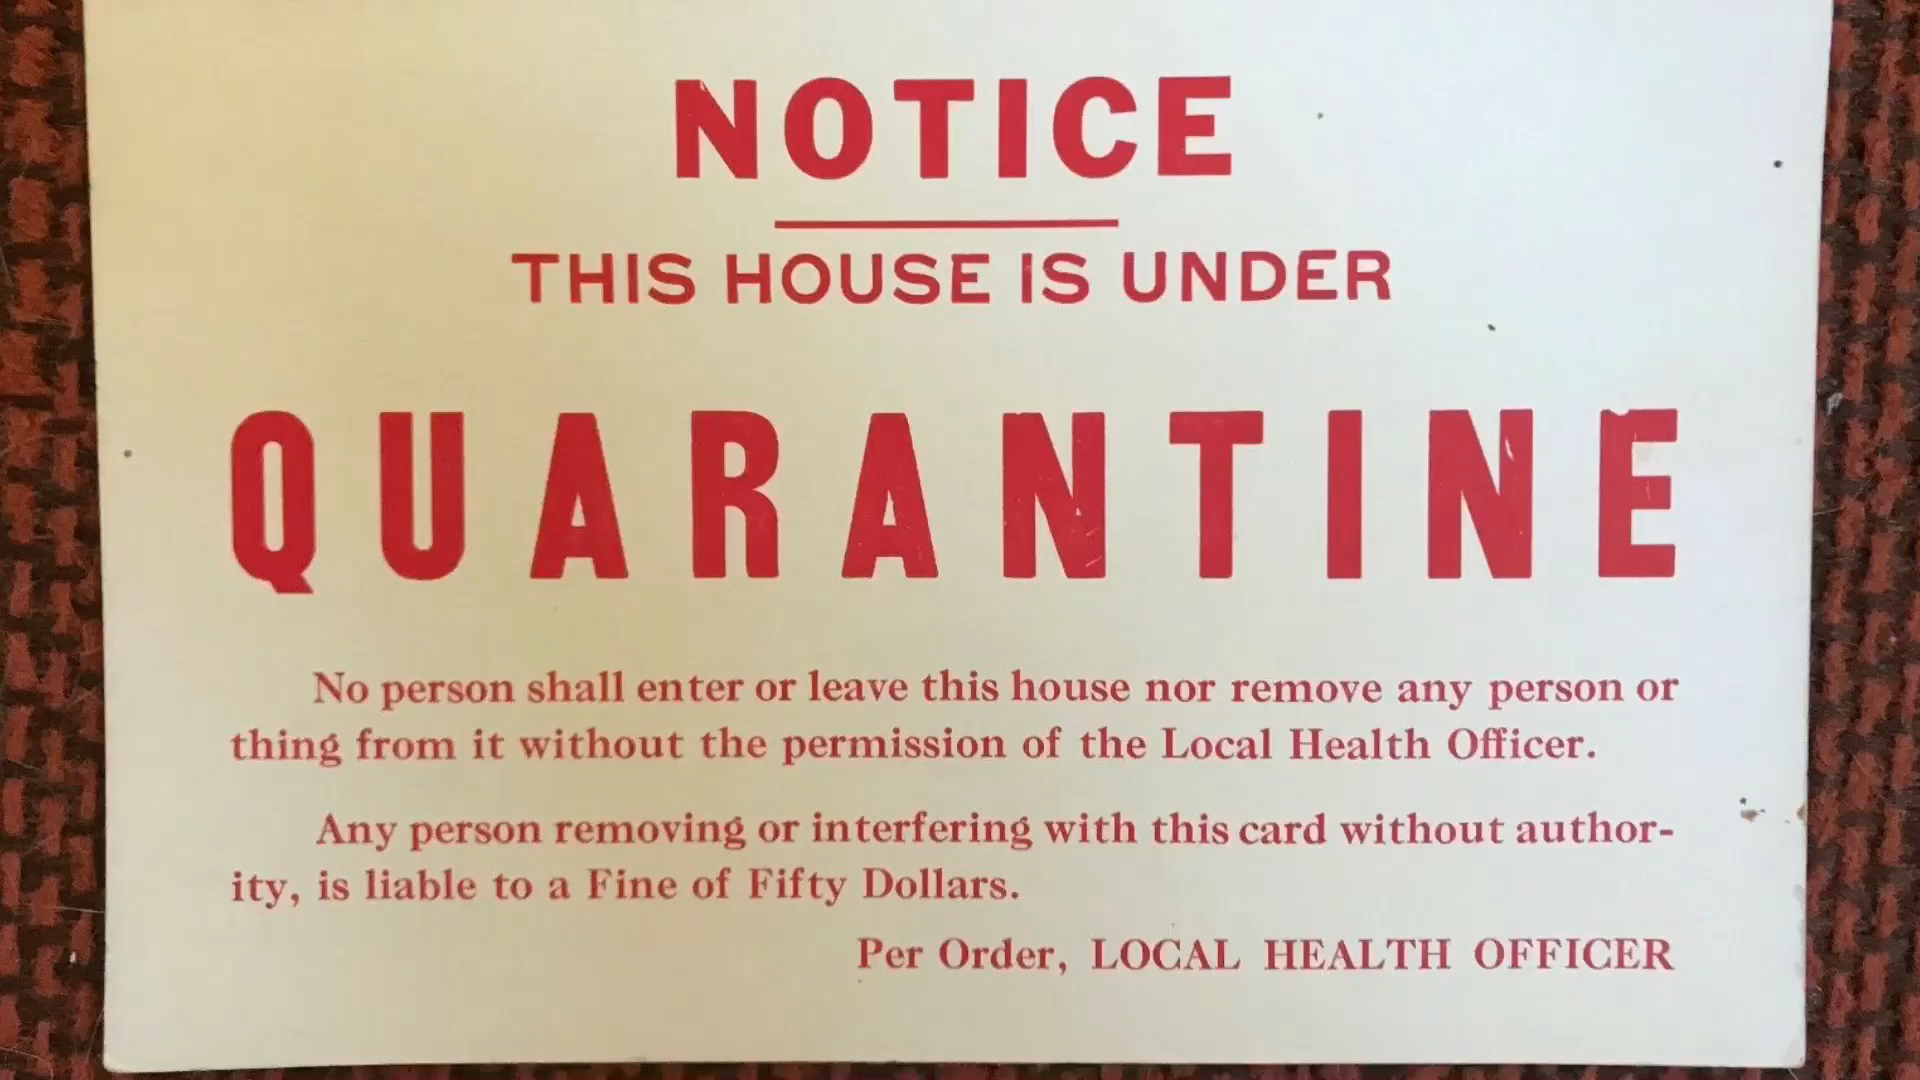 NOTICE
THIS HOUSE IS UNDER
QUARANTINE
No person shall enter or leave this house nor remove any person or
thing from it without the permission of the Local Health Officer.
Any person removing or interfering with this card without author-
ity, is liable to a Fine of Fifty Dollars.
Per Order, LOCAL HEALTH OFFICER